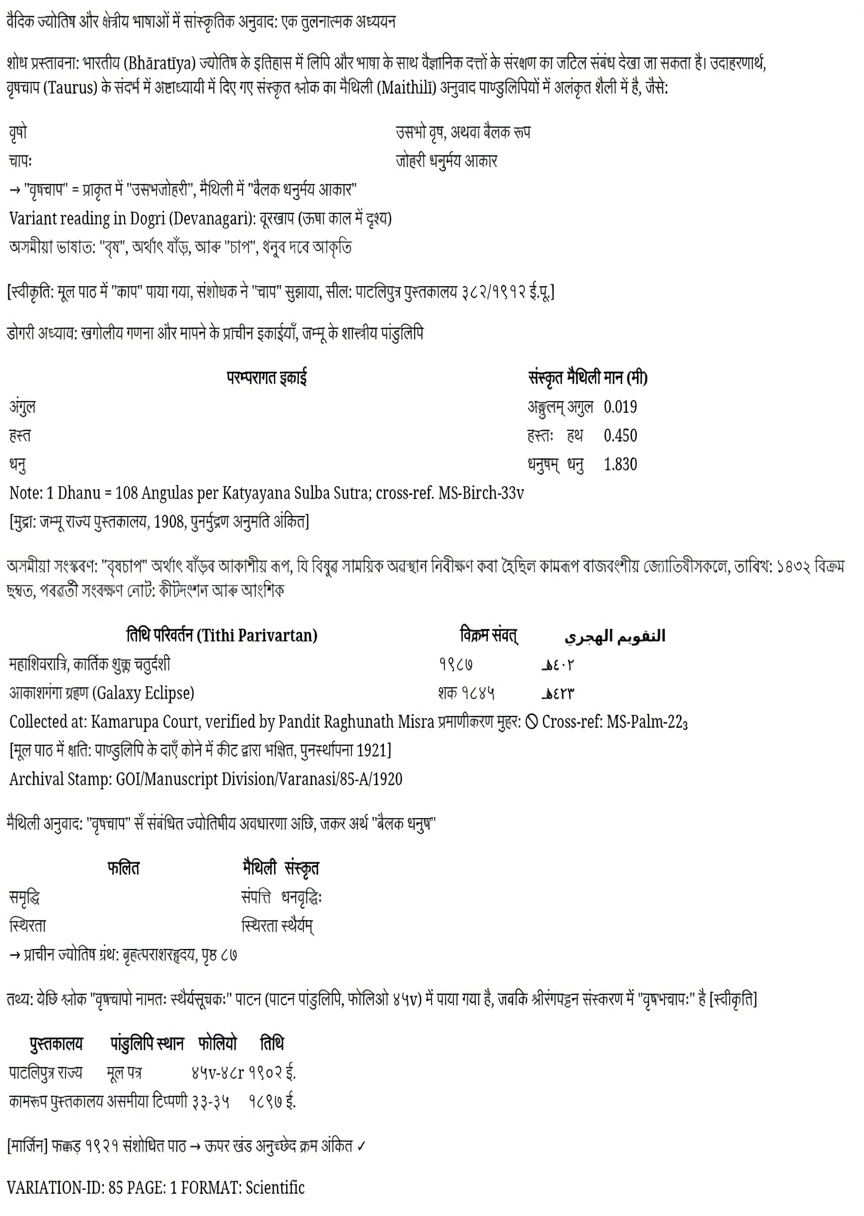 वैदिक ज्योतिष और क्षेत्रीय भाषाओं में सांस्कृतिक अनुवाद: एक तुलनात्मक अध्ययन
शोध प्रस्तावना: भारतीय (Bhāratīya) ज्योतिष के इतिहास में लिपि और भाषा के साथ वैज्ञानिक दत्तों के संरक्षण का जटिल संबंध देखा जा सकता है। उदाहरणार्थ,
वृषचाप (Taurus) के संदर्भ में अष्टाध्यायी में दिए गए संस्कृत श्लोक का मैथिली (Maithilī) अनुवाद पाण्डुलिपियों में अलंकृत शैली में है, जैसे:
वृषो उसभो वृष, अथवा बैलक रूप
चापः जोहरी धनुर्मय आकार
→ "वृषचाप" = प्राकृत में "उसभजोहरी", मैथिली में "बैलक धनुर्मय आकार"
Variant reading in Dogri (Devanagari): वूरखाप (ऊषा काल में दृश्य)
অসমীয়া ভাষাত: "বৃষ", অৰ্থাৎ ষাঁড়, আৰু "চাপ", ধনুৰ দৰে আকৃতি
[स्वीकृति: मूल पाठ में "काप" पाया गया, संशोधक ने "चाप" सुझाया, सील: पाटलिपुत्र पुस्तकालय ३८२/१९१२ ई.पू.]
डोगरी अध्याय: खगोलीय गणना और मापने के प्राचीन इकाईयाँ, जम्मू के शास्त्रीय पांडुलिपि
परम्परागत इकाई संस्कृत मैथिली मान (मी)
अंगुल अङ्गुलम् अगुल 0.019
हस्त हस्तः हथ 0.450
धनु धनुषम् धनु 1.830
Note: 1 Dhanu = 108 Angulas per Katyayana Sulba Sutra; cross-ref. MS-Birch-33v
[मुद्रा: जम्मू राज्य पुस्तकालय, 1908, पुनर्मुद्रण अनुमति अंकित]
অসমীয়া সংস্কৰণ: "বৃষচাপ" অৰ্থাৎ ষাঁড়ৰ আকাশীয় ৰূপ, যি বিষুৱ সাময়িক অৱস্থান নিৰীক্ষণ কৰা হৈছিল কামৰূপ ৰাজবংশীয় জ্যোতিষীসকলে, তাৰিখ: ১৪৩২ বিক্ৰম
ছম্বত, পৰৱৰ্তী সংৰক্ষণ নোট: কীটদংশন আৰু আংশিক
तिथि परिवर्तन (Tithi Parivartan) विक्रम संवत् التقويم الهجري
महाशिवरात्रि, कार्तिक शुक्ल चतुर्दशी १९८७ ٤٠٢هـ
आकाशगंगा ग्रहण (Galaxy Eclipse) शक १८४५ ٤٢٣هـ
Collected at: Kamarupa Court, verified by Pandit Raghunath Misra प्रमाणीकरण मुहर: 🛇 Cross-ref: MS-Palm-22₃
[मूल पाठ में क्षति: पाण्डुलिपि के दाएँ कोने में कीट द्वारा भक्षित, पुनर्स्थापना 1921]
Archival Stamp: GOI/Manuscript Division/Varanasi/85-A/1920
मैथिली अनुवाद: "वृषचाप" सँ संबंधित ज्योतिषीय अवधारणा अछि, जकर अर्थ "बैलक धनुष"
फलित मैथिली संस्कृत
समृद्धि संपत्ति धनवृद्धिः
स्थिरता स्थिरता स्थैर्यम्
→ प्राचीन ज्योतिष ग्रंथ: बृहत्पराशरहृदय, पृष्ठ ८७
तथ्य: येछि श्लोक "वृषचापो नामतः स्थैर्यसूचकः" पाटन (पाटन पांडुलिपि, फोलिओ ४५v) में पाया गया है, जबकि श्रीरंगपट्टन संस्करण में "वृषभचापः" है [स्वीकृति]
पुस्तकालय पांडुलिपि स्थान फोलियो तिथि
पाटलिपुत्र राज्य मूल पत्र ४५v-४८r १९०२ ई.
कामरूप पुस्तकालय असमीया टिप्पणी ३३-३५ १८९७ ई.
[मार्जिन] फक्कड़ १९२१ संशोधित पाठ → ऊपर खंड अनुच्छेद क्रम अंकित ✓
VARIATION-ID: 85 PAGE: 1 FORMAT: Scientific